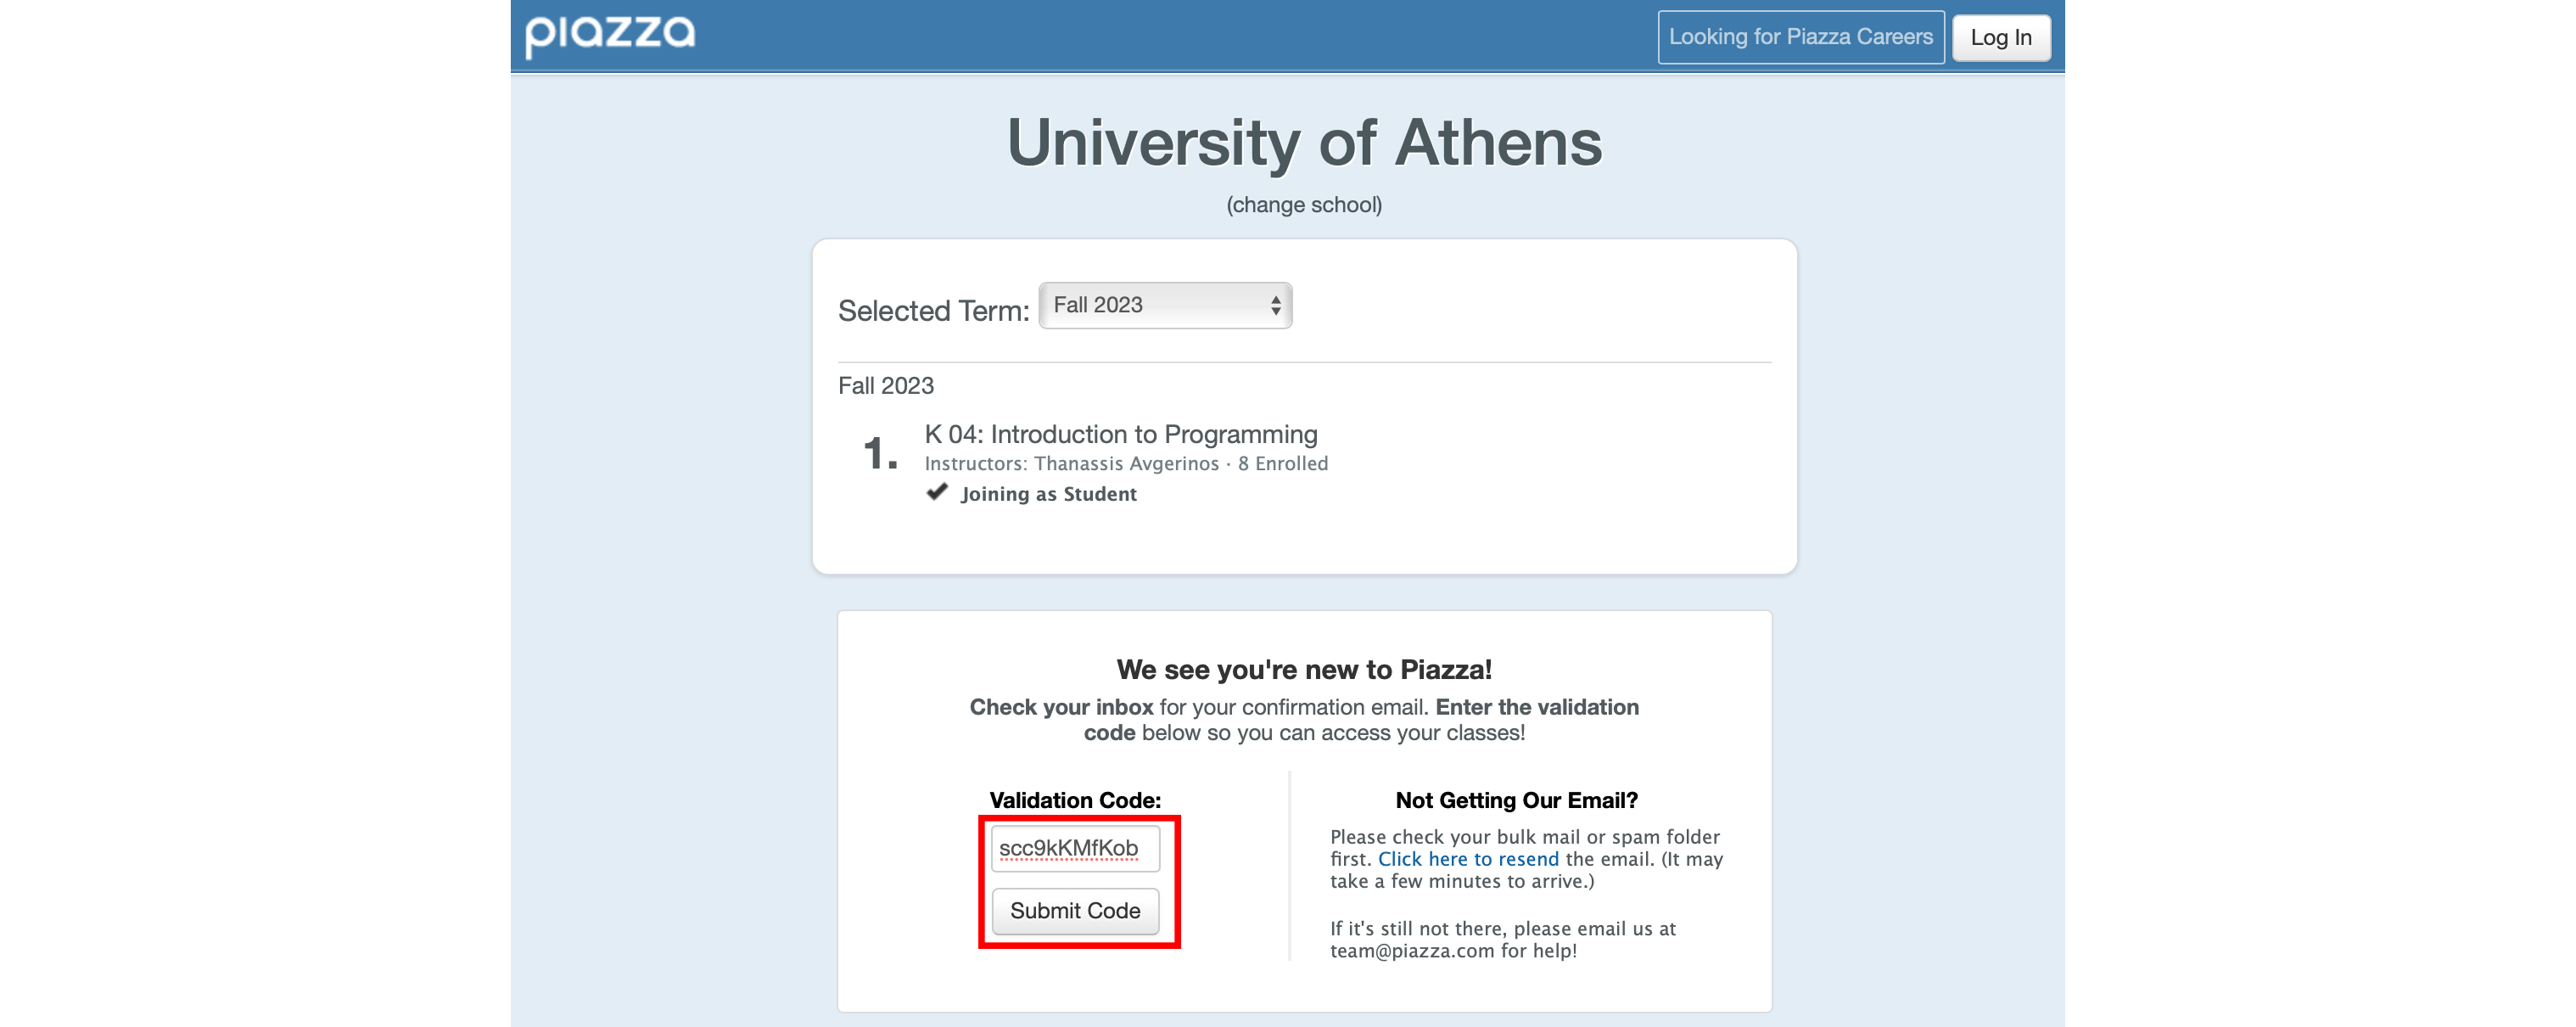 piazza
Looking for Piazza Careers
Log In
University of Athens
(change school)
Selected Term: Fall 2023
Fall 2023
1. K 04: Introduction to Programming
Instructors: Thanassis Avgerinos · 8 Enrolled
Joining as Student
We see you're new to Piazza!
Check your inbox for your confirmation email. Enter the validation
code below so you can access your classes!
Validation Code:
scc9kKMfKob
Submit Code
Not Getting Our Email?
Please check your bulk mail or spam folder
first. Click here to resend the email. (It may
take a few minutes to arrive.)
If it's still not there, please email us at
team@piazza.com for help!